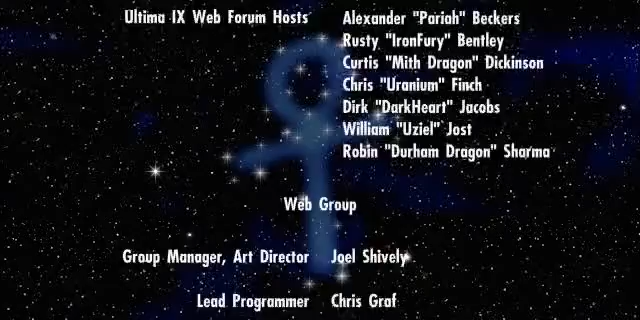 Ultima IX Web Forum Hosts Alexander "Pariah" Beckers
Rusty "IronFury" Bentley
Curtis "Mith Dragon" Dickinson
Chris "Uranium" Finch
Dirk "DarkHeart" Jacobs
William "Uziel" Jost
Robin "Durham Dragon" Sharma
Web Group
Group Manager, Art Director Joel Shively
Lead Programmer Chris Graf